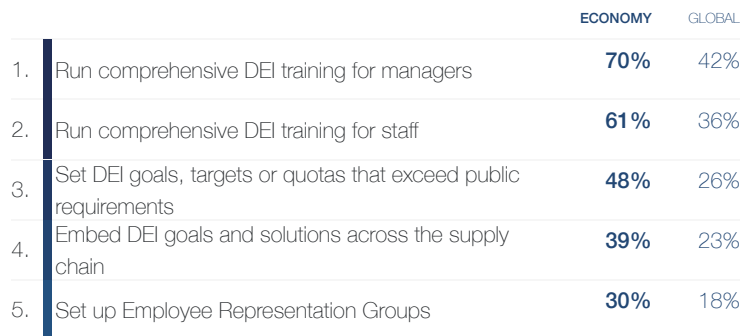 ECONOMY GLOBAL
1. Run comprehensive DEI training for managers 70% 42%
2. Run comprehensive DEI training for staff 61% 36%
3. Set DEI goals, targets or quotas that exceed public
requirements 48% 26%
4. Embed DEI goals and solutions across the supply
chain 39% 23%
5. Set up Employee Representation Groups 30% 18%